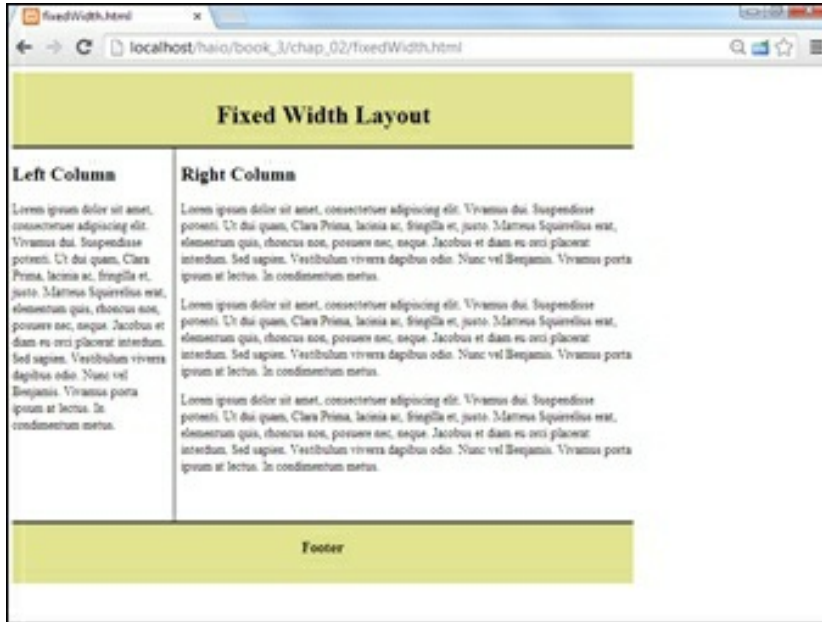 fixedWidth.html
localhost/haio/book_3/chap_02/fixedWidth.html
Fixed Width Layout
Left Column
Lorem ipsum dolor sit amet,
consectetuer adipiscing elit.
Vivamus dui. Suspendisse
potenti. Ut dui quam, Clara
Prima, lacinia ac, fringilla et,
justo. Matteus Squirrelius erat,
elementum quis, rhoncus non,
posuere nec, neque. Jacobus et
diam eu orci placerat interdum.
Sed sapien. Vestibulum viverra
dapibus odio. Nunc vel
Benjamis. Vivamus porta
ipsum at lectus. In
condimentum metus.
Right Column
Lorem ipsum dolor sit amet, consectetuer adipiscing elit. Vivamus dui. Suspendisse
potenti. Ut dui quam, Clara Prima, lacinia ac, fringilla et, justo. Matteus Squirrelius erat,
elementum quis, rhoncus non, posuere nec, neque. Jacobus et diam eu orci placerat
interdum. Sed sapien. Vestibulum viverra dapibus odio. Nunc vel Benjamis. Vivamus porta
ipsum at lectus. In condimentum metus.
Lorem ipsum dolor sit amet, consectetuer adipiscing elit. Vivamus dui. Suspendisse
potenti. Ut dui quam, Clara Prima, lacinia ac, fringilla et, justo. Matteus Squirrelius erat,
elementum quis, rhoncus non, posuere nec, neque. Jacobus et diam eu orci placerat
interdum. Sed sapien. Vestibulum viverra dapibus odio. Nunc vel Benjamis. Vivamus porta
ipsum at lectus. In condimentum metus.
Lorem ipsum dolor sit amet, consectetuer adipiscing elit. Vivamus dui. Suspendisse
potenti. Ut dui quam, Clara Prima, lacinia ac, fringilla et, justo. Matteus Squirrelius erat,
elementum quis, rhoncus non, posuere nec, neque. Jacobus et diam eu orci placerat
interdum. Sed sapien. Vestibulum viverra dapibus odio. Nunc vel Benjamis. Vivamus porta
ipsum at lectus. In condimentum metus.
Footer